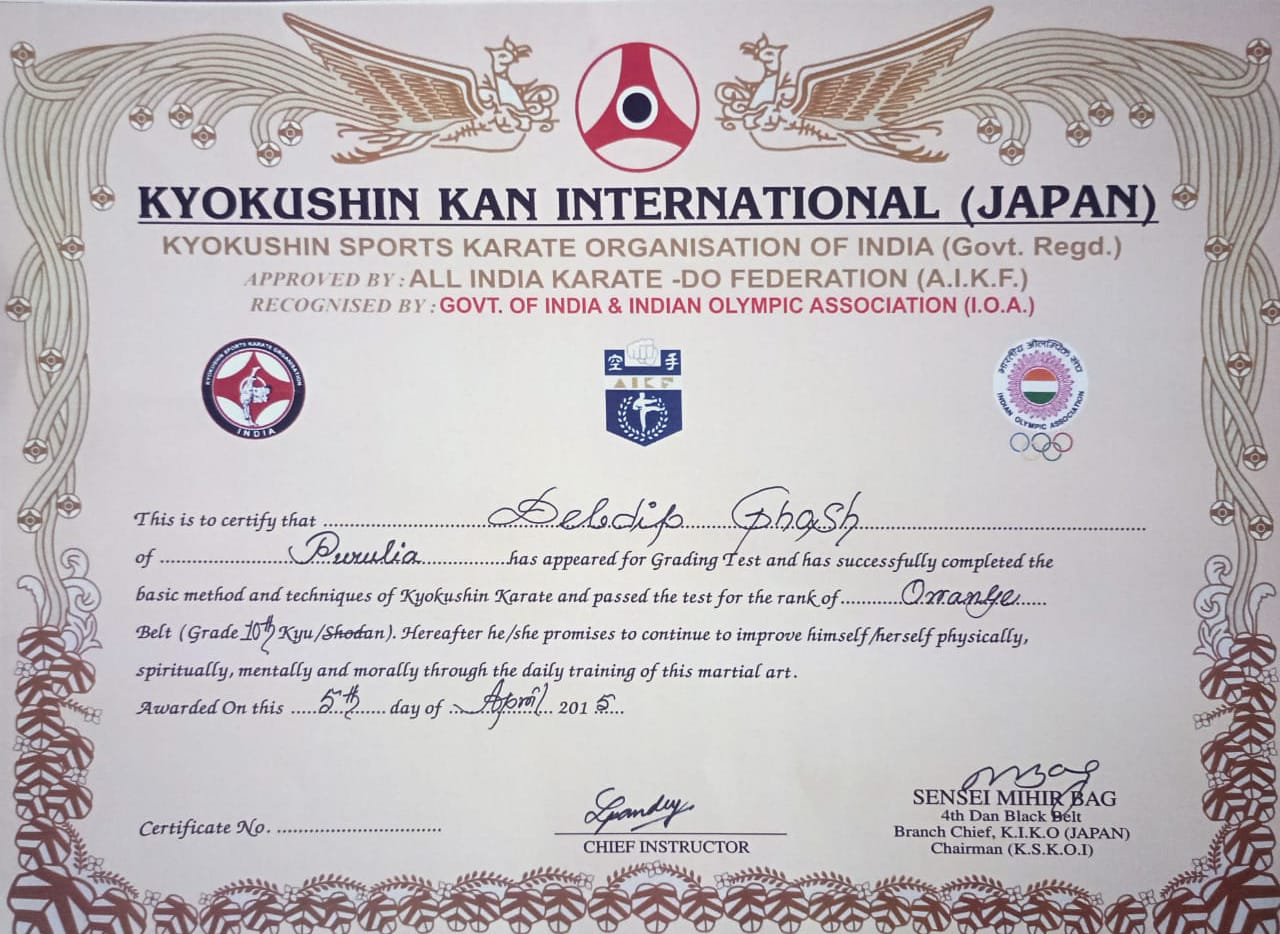 KYOKUSHIN KAN INTERNATIONAL (JAPAN)
KYOKUSHIN SPORTS KARATE ORGANISATION OF INDIA (Govt. Regd.)
APPROVED BY : ALL INDIA KARATE -DO FEDERATION (A.I.K.F.)
RECOGNISED BY : GOVT. OF INDIA & INDIAN OLYMPIC ASSOCIATION (I.O.A.)
KYOKUSHIN SPORTS KARATE ORGANISATION
INDIA
空 手
AIKF
भारतीय ओलम्पिक संघ
INDIAN OLYMPIC ASSOCIATION
This is to certify that Debdip Ghosh
of Purulia has appeared for Grading Test and has successfully completed the
basic method and techniques of Kyokushin Karate and passed the test for the rank of Orange
Belt (Grade 10th Kyu/Shodan). Hereafter he/she promises to continue to improve himself/herself physically,
spiritually, mentally and morally through the daily training of this martial art.
Awarded On this 5th day of April 2015
Certificate No.
CHIEF INSTRUCTOR
SENSEI MIHIR BAG
4th Dan Black Belt
Branch Chief, K.I.K.O (JAPAN)
Chairman (K.S.K.O.I)